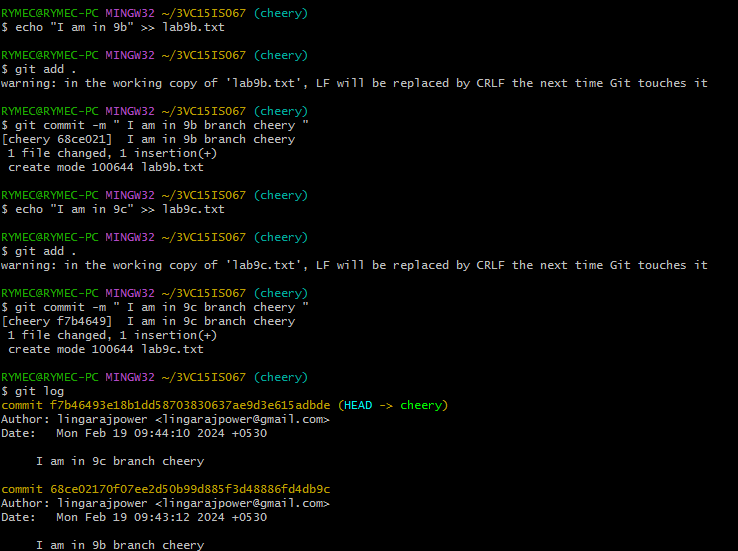 RYMEC@RYMEC-PC MINGW32 ~/3VC15IS067 (cheery)
$ echo "I am in 9b" >> lab9b.txt
RYMEC@RYMEC-PC MINGW32 ~/3VC15IS067 (cheery)
$ git add .
warning: in the working copy of 'lab9b.txt', LF will be replaced by CRLF the next time Git touches it
RYMEC@RYMEC-PC MINGW32 ~/3VC15IS067 (cheery)
$ git commit -m " I am in 9b branch cheery "
[cheery 68ce021]  I am in 9b branch cheery
 1 file changed, 1 insertion(+)
 create mode 100644 lab9b.txt
RYMEC@RYMEC-PC MINGW32 ~/3VC15IS067 (cheery)
$ echo "I am in 9c" >> lab9c.txt
RYMEC@RYMEC-PC MINGW32 ~/3VC15IS067 (cheery)
$ git add .
warning: in the working copy of 'lab9c.txt', LF will be replaced by CRLF the next time Git touches it
RYMEC@RYMEC-PC MINGW32 ~/3VC15IS067 (cheery)
$ git commit -m " I am in 9c branch cheery "
[cheery f7b4649]  I am in 9c branch cheery
 1 file changed, 1 insertion(+)
 create mode 100644 lab9c.txt
RYMEC@RYMEC-PC MINGW32 ~/3VC15IS067 (cheery)
$ git log
commit f7b46493e18b1dd58703830637ae9d3e615adbde (HEAD -> cheery)
Author: lingarajpower <lingarajpower@gmail.com>
Date:   Mon Feb 19 09:44:10 2024 +0530
     I am in 9c branch cheery
commit 68ce02170f07ee2d50b99d885f3d48886fd4db9c
Author: lingarajpower <lingarajpower@gmail.com>
Date:   Mon Feb 19 09:43:12 2024 +0530
     I am in 9b branch cheery